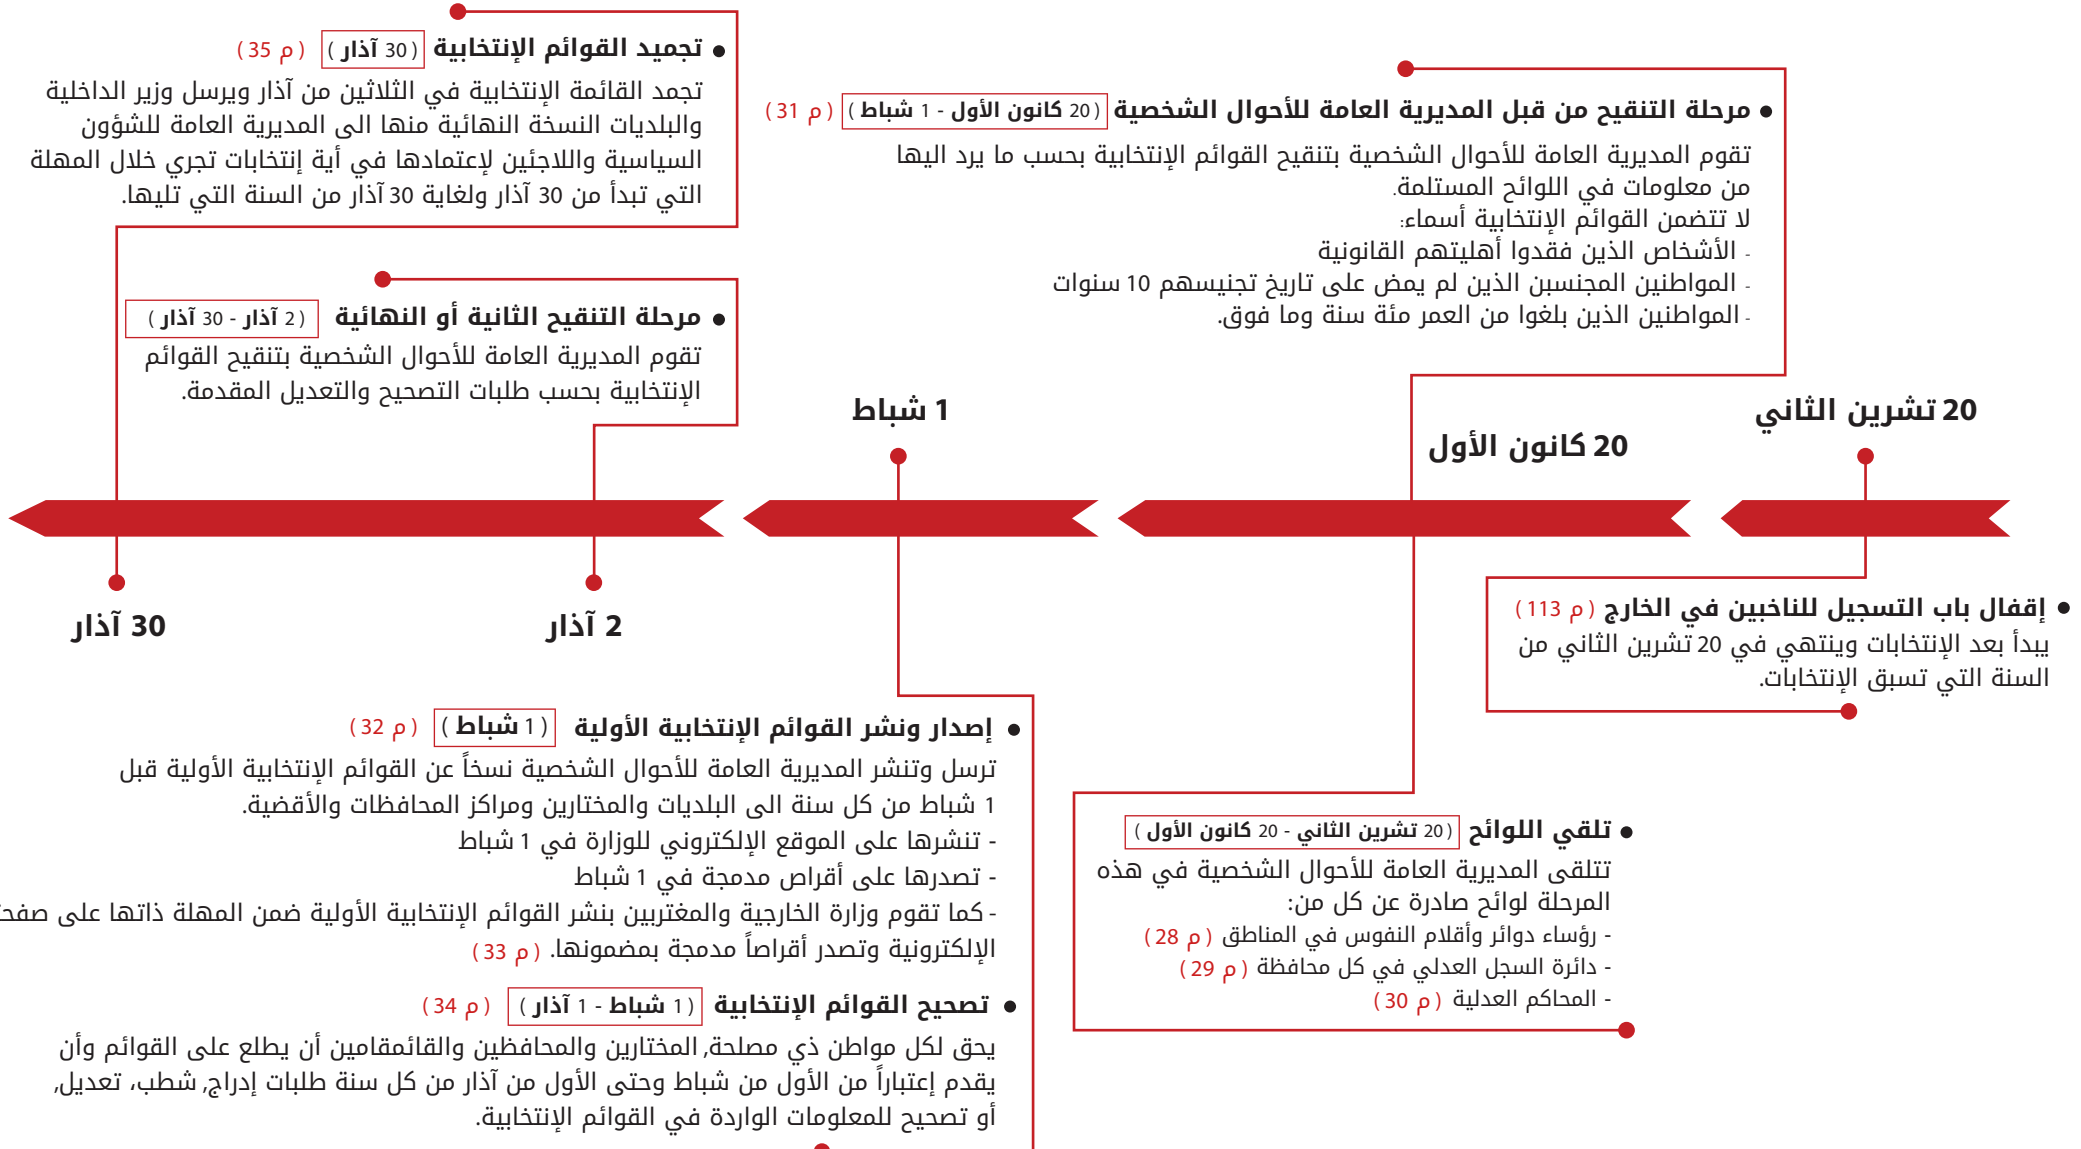 20 تشرين الثاني
● إقفال باب التسجيل للناخبين في الخارج (م 113)
يبدأ بعد الإنتخابات وينتهي في 20 تشرين الثاني من
السنة التي تسبق الإنتخابات.
20 كانون الأول
● تلقي اللوائح (20 تشرين الثاني - 20 كانون الأول)
تتلقى المديرية العامة للأحوال الشخصية في هذه
المرحلة لوائح صادرة عن كل من:
- رؤساء دوائر وأقلام النفوس في المناطق (م 28)
- دائرة السجل العدلي في كل محافظة (م 29)
- المحاكم العدلية (م 30)
● مرحلة التنقيح من قبل المديرية العامة للأحوال الشخصية (20 كانون الأول - 1 شباط) (م 31)
تقوم المديرية العامة للأحوال الشخصية بتنقيح القوائم الإنتخابية بحسب ما يرد اليها
من معلومات في اللوائح المستلمة.
لا تتضمن القوائم الإنتخابية أسماء:
- الأشخاص الذين فقدوا أهليتهم القانونية
- المواطنين المجنسبن الذين لم يمض على تاريخ تجنيسهم 10 سنوات
- المواطنين الذين بلغوا من العمر مئة سنة وما فوق.
1 شباط
● إصدار ونشر القوائم الإنتخابية الأولية (1 شباط) (م 32)
ترسل وتنشر المديرية العامة للأحوال الشخصية نسخاً عن القوائم الإنتخابية الأولية قبل
1 شباط من كل سنة الى البلديات والمختارين ومراكز المحافظات والأقضية.
- تنشرها على الموقع الإلكتروني للوزارة في 1 شباط
- تصدرها على أقراص مدمجة في 1 شباط
- كما تقوم وزارة الخارجية والمغتربين بنشر القوائم الإنتخابية الأولية ضمن المهلة ذاتها على
الإلكترونية وتصدر أقراصاً مدمجة بمضمونها. (م 33)
● تصحيح القوائم الإنتخابية (1 شباط - 1 آذار) (م 34)
يحق لكل مواطن ذي مصلحة, المختارين والمحافظين والقائمقامين أن يطلع على القوائم وأن
يقدم إعتباراً من الأول من شباط وحتى الأول من آذار من كل سنة طلبات إدراج, شطب، تعديل,
أو تصحيح للمعلومات الواردة في القوائم الإنتخابية.
2 آذار
● مرحلة التنقيح الثانية أو النهائية (2 آذار - 30 آذار)
تقوم المديرية العامة للأحوال الشخصية بتنقيح القوائم
الإنتخابية بحسب طلبات التصحيح والتعديل المقدمة.
30 آذار
● تجميد القوائم الإنتخابية (30 آذار) (م 35)
تجمد القائمة الإنتخابية في الثلاثين من آذار ويرسل وزير الداخلية
والبلديات النسخة النهائية منها الى المديرية العامة للشؤون
السياسية واللاجئين لإعتمادها في أية إنتخابات تجري خلال المهلة
التي تبدأ من 30 آذار ولغاية 30 آذار من السنة التي تليها.